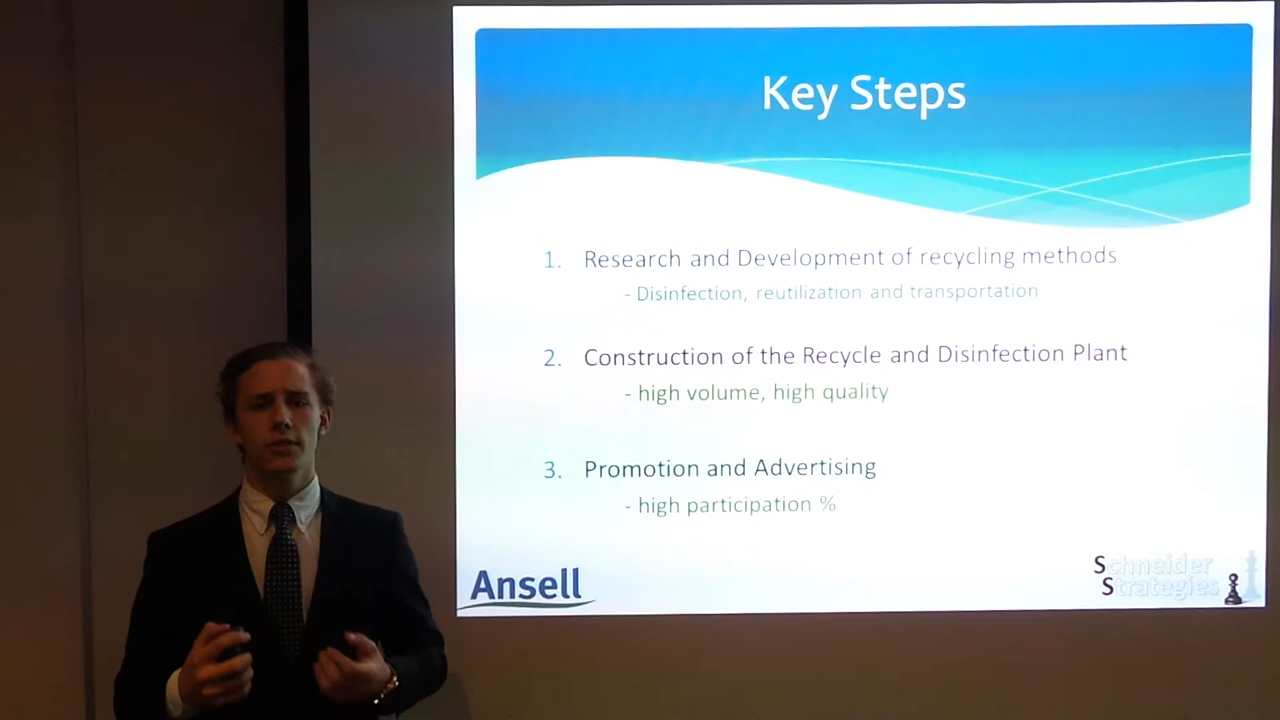 Key Steps
1. Research and Development of recycling methods
- Disinfection, reutilization and transportation
2. Construction of the Recycle and Disinfection Plant
- high volume, high quality
3. Promotion and Advertising
- high participation %
Ansell
Schneider
Strategies